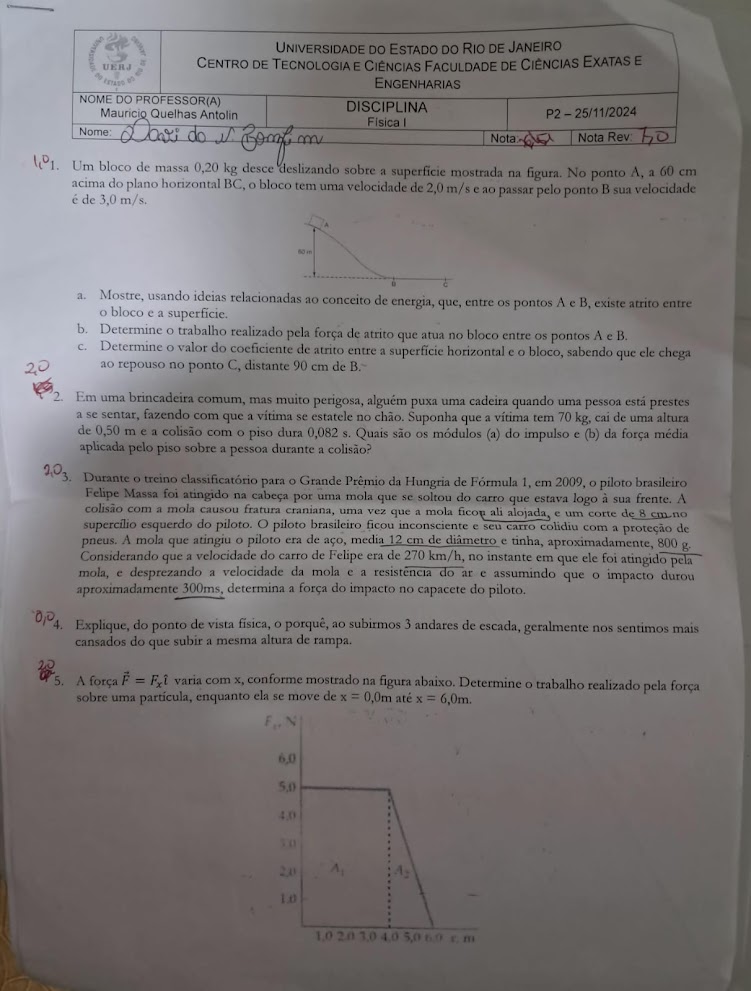 UNIVERSIDADE DO ESTADO DO RIO DE JANEIRO
CENTRO DE TECNOLOGIA E CIÊNCIAS FACULDADE DE CIÊNCIAS EXATAS E
ENGENHARIAS
UERJ
NOME DO PROFESSOR(A)
Mauricio Quelhas Antolin
DISCIPLINA
Física I
P2 – 25/11/2024
Nome:
Nota:
Nota Rev: 7,0
1,0 1. Um bloco de massa 0,20 kg desce deslizando sobre a superfície mostrada na figura. No ponto A, a 60 cm
acima do plano horizontal BC, o bloco tem uma velocidade de 2,0 m/s e ao passar pelo ponto B sua velocidade
é de 3,0 m/s.
A
B
C
a. Mostre, usando ideias relacionadas ao conceito de energia, que, entre os pontos A e B, existe atrito entre
o bloco e a superfície.
b. Determine o trabalho realizado pela força de atrito que atua no bloco entre os pontos A e B.
c. Determine o valor do coeficiente de atrito entre a superfície horizontal e o bloco, sabendo que ele chega
ao repouso no ponto C, distante 90 cm de B.
2,0
2. Em uma brincadeira comum, mas muito perigosa, alguém puxa uma cadeira quando uma pessoa está prestes
a se sentar, fazendo com que a vítima se estatele no chão. Suponha que a vítima tem 70 kg, cai de uma altura
de 0,50 m e a colisão com o piso dura 0,082 s. Quais são os módulos (a) do impulso e (b) da força média
aplicada pelo piso sobre a pessoa durante a colisão?
2,0 3. Durante o treino classificatório para o Grande Prêmio da Hungria de Fórmula 1, em 2009, o piloto brasileiro
Felipe Massa foi atingido na cabeça por uma mola que se soltou do carro que estava logo à sua frente. A
colisão com a mola causou fratura craniana, uma vez que a mola ficou ali alojada, e um corte de 8 cm no
supercílio esquerdo do piloto. O piloto brasileiro ficou inconsciente e seu carro colidiu com a proteção de
pneus. A mola que atingiu o piloto era de aço, media 12 cm de diâmetro e tinha, aproximadamente, 800 g.
Considerando que a velocidade do carro de Felipe era de 270 km/h, no instante em que ele foi atingido pela
mola, e desprezando a velocidade da mola e a resistência do ar e assumindo que o impacto durou
aproximadamente 300ms, determina a força do impacto no capacete do piloto.
0,0 4. Explique, do ponto de vista física, o porquê, ao subirmos 3 andares de escada, geralmente nos sentimos mais
cansados do que subir a mesma altura de rampa.
2,0
5. A força F⃗ = Fₓî varia com x, conforme mostrado na figura abaixo. Determine o trabalho realizado pela força
sobre uma partícula, enquanto ela se move de x = 0,0m até x = 6,0m.
Fₓ, N
6,0
5,0
4,0
3,0
2,0
1,0
A₁
A₂
1,0 2,0 3,0 4,0 5,0 6,0 x, m